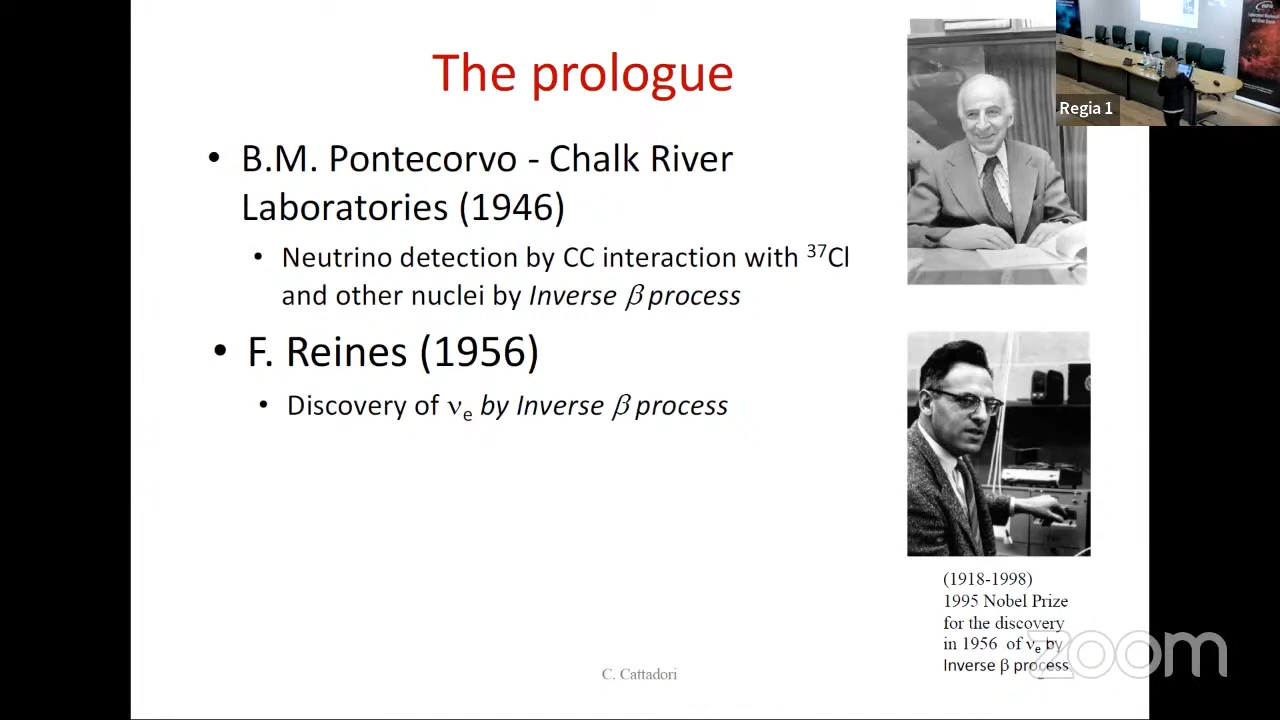 The prologue
• B.M. Pontecorvo - Chalk River
Laboratories (1946)
• Neutrino detection by CC interaction with ³⁷Cl
and other nuclei by Inverse β process
• F. Reines (1956)
• Discovery of νₑ by Inverse β process
Regia 1
(1918-1998)
1995 Nobel Prize
for the discovery
in 1956 of νₑ by
Inverse β process
C. Cattadori
zoom